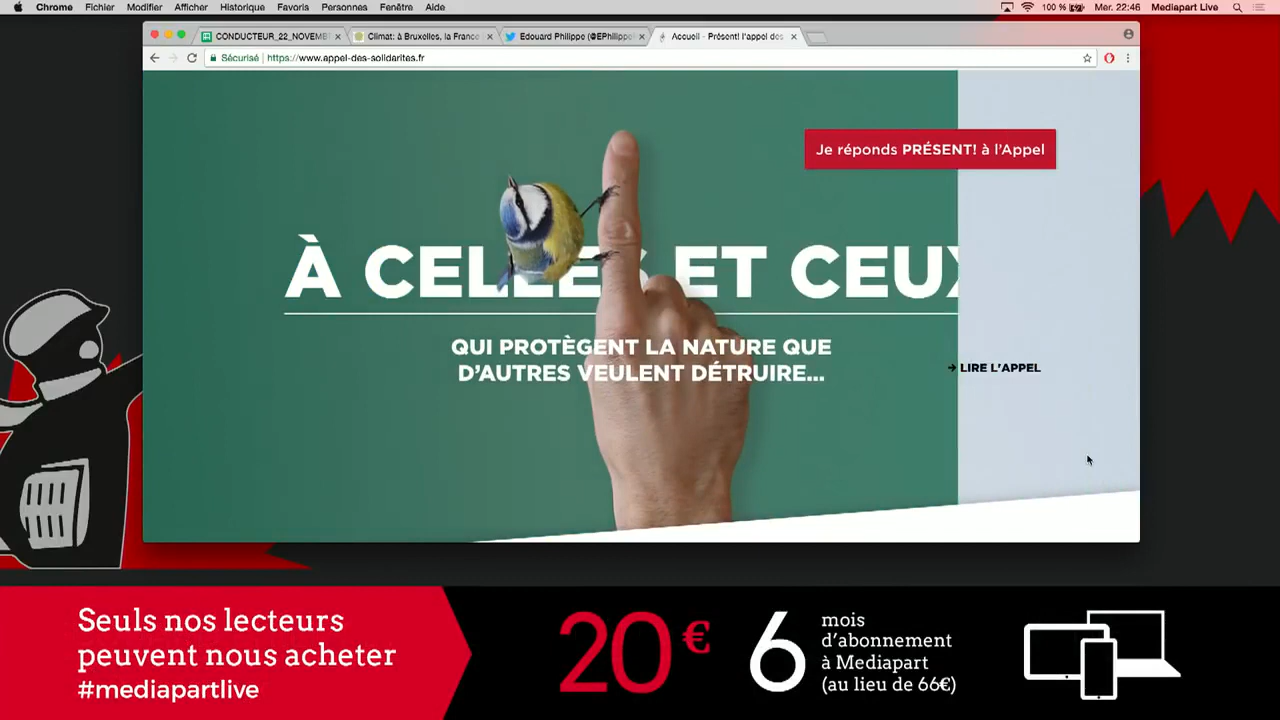 Chrome Fichier Modifier Afficher Historique Favoris Personnes Fenêtre Aide 100 % Mer. 22:46 Mediapart Live
CONDUCTEUR_22_NOVEMB Climat: à Bruxelles, la France Edouard Philippe (@EPhilippe Accueil - Présent! l'appel des
Sécurisé https://www.appel-des-solidarites.fr
Je réponds PRÉSENT! à l'Appel
À CELLES ET CEUX
QUI PROTÈGENT LA NATURE QUE
D'AUTRES VEULENT DÉTRUIRE...
→ LIRE L'APPEL
Seuls nos lecteurs
peuvent nous acheter
#mediapartlive
20 €
6 mois
d'abonnement
à Mediapart
(au lieu de 66€)